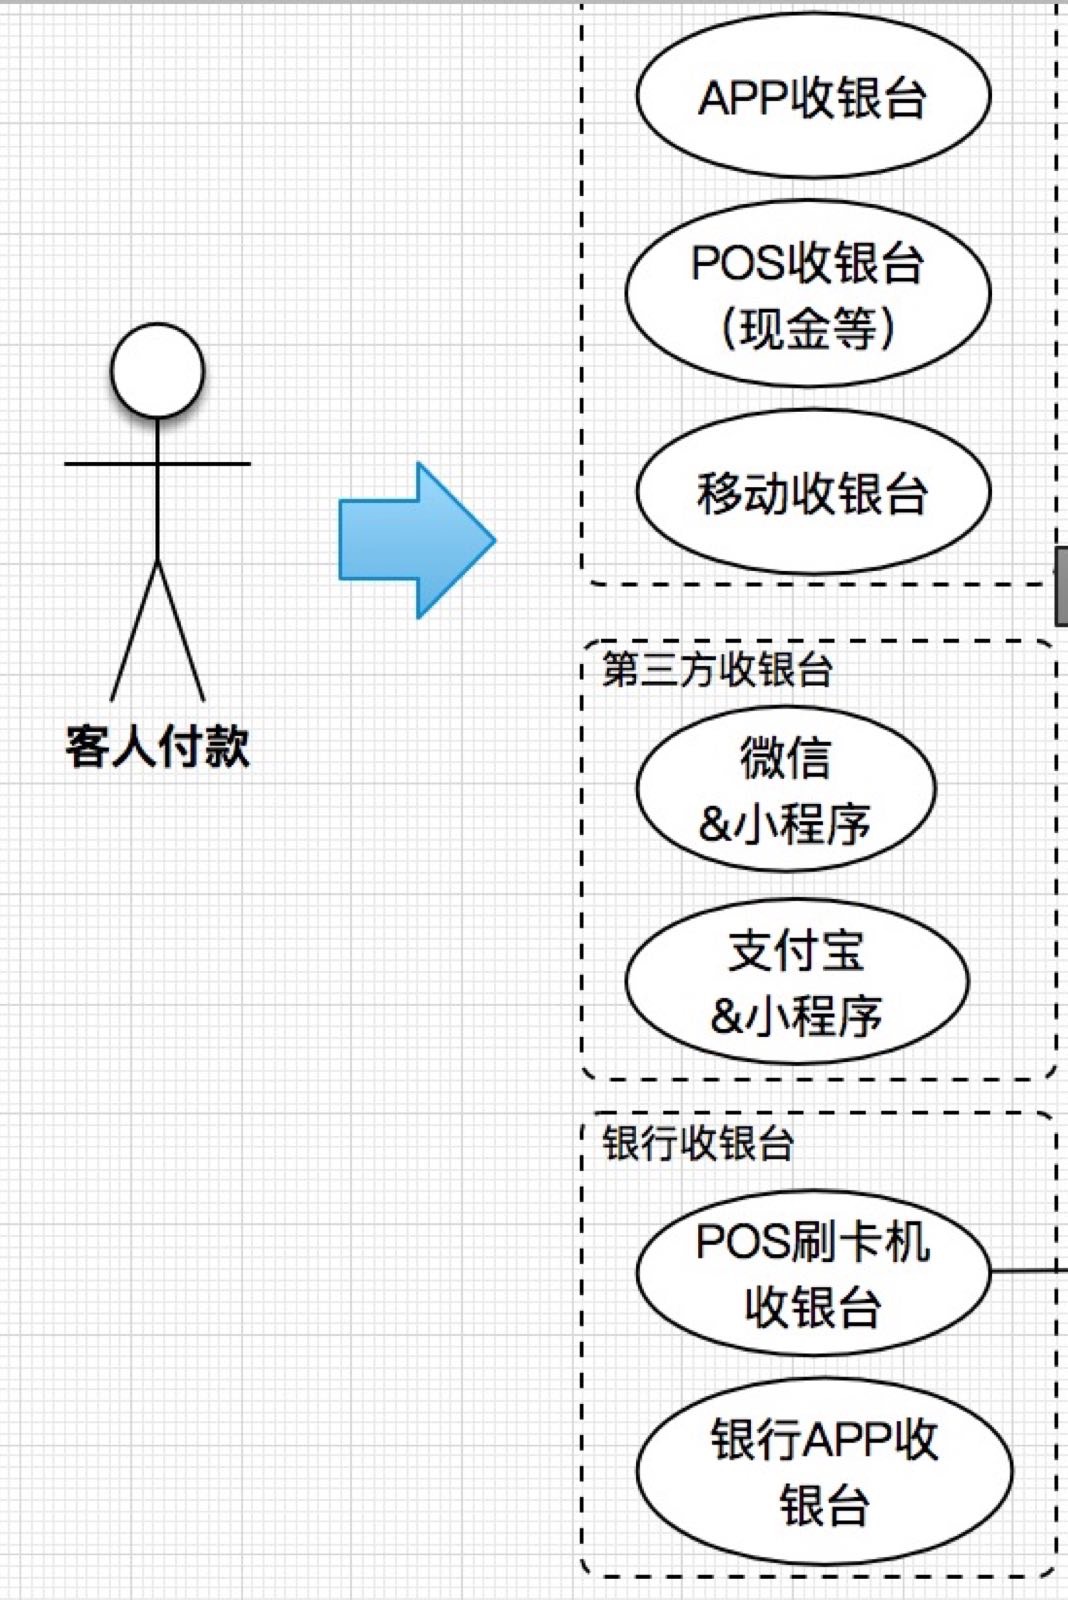 APP收银台
POS收银台
（现金等）
移动收银台
客人付款
第三方收银台
微信
&小程序
支付宝
&小程序
银行收银台
POS刷卡机
收银台
银行APP收
银台